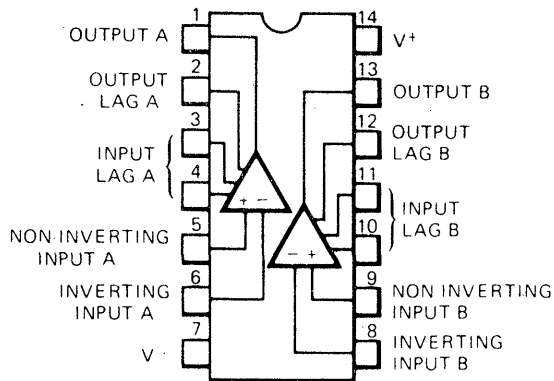 1
OUTPUT A
2
OUTPUT
LAG A
3
INPUT
LAG A
4
5
NON-INVERTING
INPUT A
6
INVERTING
INPUT A
7
V
14
V+
13
OUTPUT B
12
OUTPUT
LAG B
11
INPUT
LAG B
10
9
NON INVERTING
INPUT B
8
INVERTING
INPUT B
+ −
− +